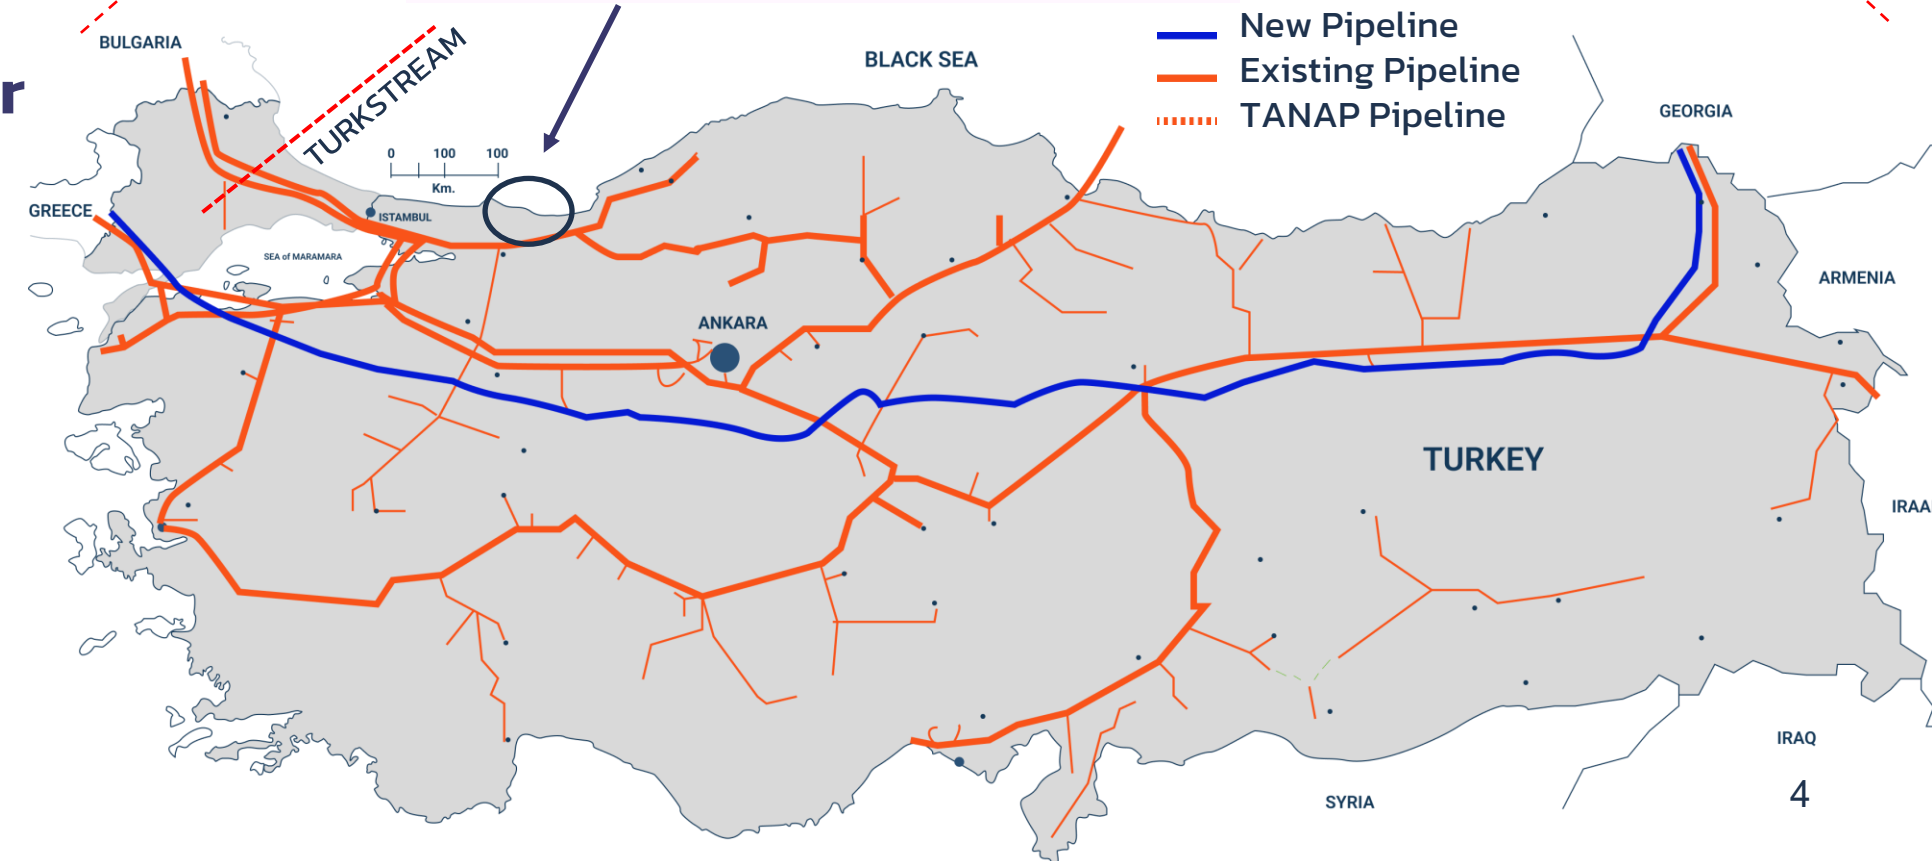 r
BULGARIA
TURKSTREAM
BLACK SEA
New Pipeline
Existing Pipeline
TANAP Pipeline
GEORGIA
0 100 100
Km.
GREECE
ISTAMBUL
SEA of MARAMARA
ARMENIA
ANKARA
TURKEY
IRAA
IRAQ
SYRIA
4